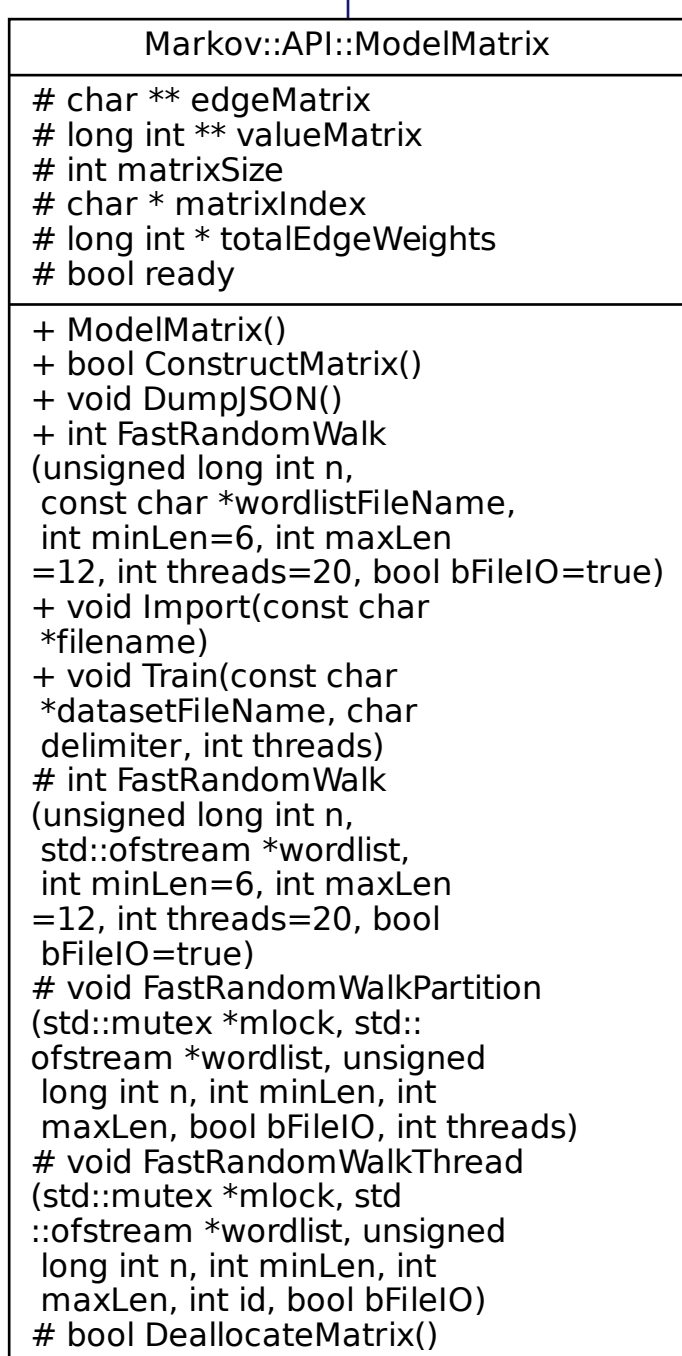 Markov::API::ModelMatrix
# char ** edgeMatrix
# long int ** valueMatrix
# int matrixSize
# char * matrixIndex
# long int * totalEdgeWeights
# bool ready
+ ModelMatrix()
+ bool ConstructMatrix()
+ void DumpJSON()
+ int FastRandomWalk
(unsigned long int n,
const char *wordlistFileName,
int minLen=6, int maxLen
=12, int threads=20, bool bFileIO=true)
+ void Import(const char
*filename)
+ void Train(const char
*datasetFileName, char
delimiter, int threads)
# int FastRandomWalk
(unsigned long int n,
std::ofstream *wordlist,
int minLen=6, int maxLen
=12, int threads=20, bool
bFileIO=true)
# void FastRandomWalkPartition
(std::mutex *mlock, std::
ofstream *wordlist, unsigned
long int n, int minLen, int
maxLen, bool bFileIO, int threads)
# void FastRandomWalkThread
(std::mutex *mlock, std
::ofstream *wordlist, unsigned
long int n, int minLen, int
maxLen, int id, bool bFileIO)
# bool DeallocateMatrix()